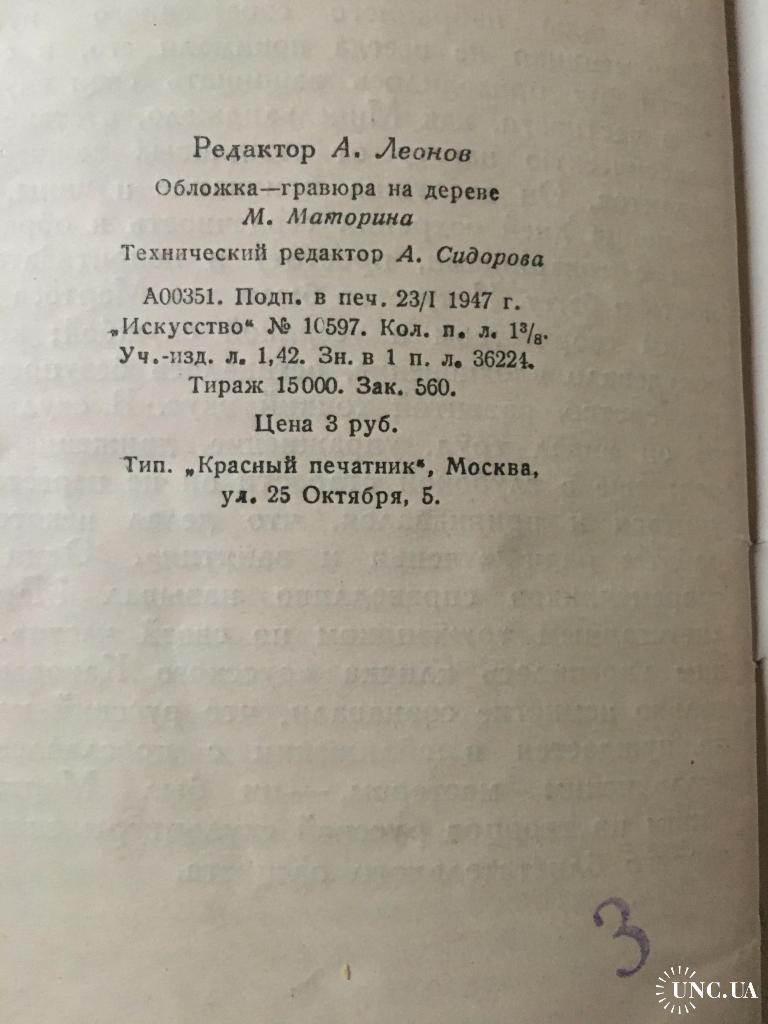 Редактор А. Леонов
Обложка—гравюра на дереве
М. Маторина
Технический редактор А. Сидорова
А00351. Подп. в печ. 23/I 1947 г.
„Искусство“ № 10597. Кол. п. л. 1³/₈.
Уч.-изд. л. 1,42. Зн. в 1 п. л. 36224.
Тираж 15000. Зак. 560.
Цена 3 руб.
Тип. „Красный печатник“, Москва,
ул. 25 Октября, 5.
3
UNC.UA